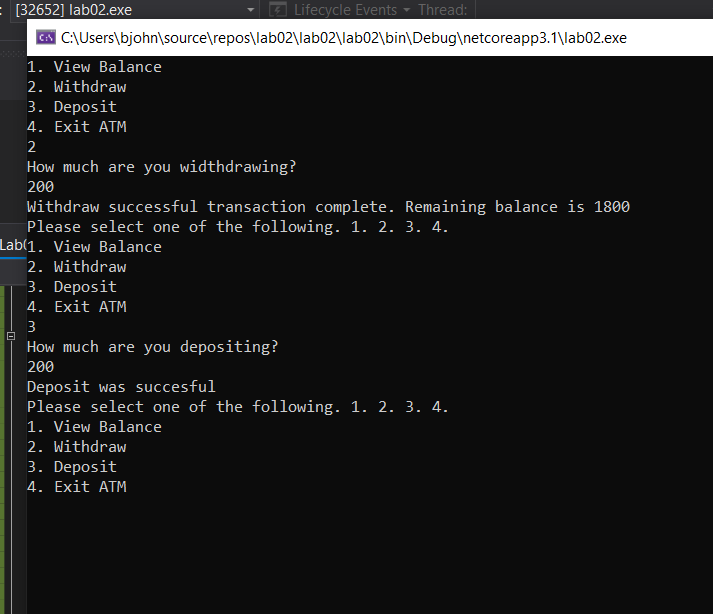 : [32652] lab02.exe Lifecycle Events Thread:
C:\Users\bjohn\source\repos\lab02\lab02\lab02\bin\Debug\netcoreapp3.1\lab02.exe
1. View Balance
2. Withdraw
3. Deposit
4. Exit ATM
2
How much are you widthdrawing?
200
Withdraw successful transaction complete. Remaining balance is 1800
Please select one of the following. 1. 2. 3. 4.
1. View Balance
2. Withdraw
3. Deposit
4. Exit ATM
3
How much are you depositing?
200
Deposit was succesful
Please select one of the following. 1. 2. 3. 4.
1. View Balance
2. Withdraw
3. Deposit
4. Exit ATM